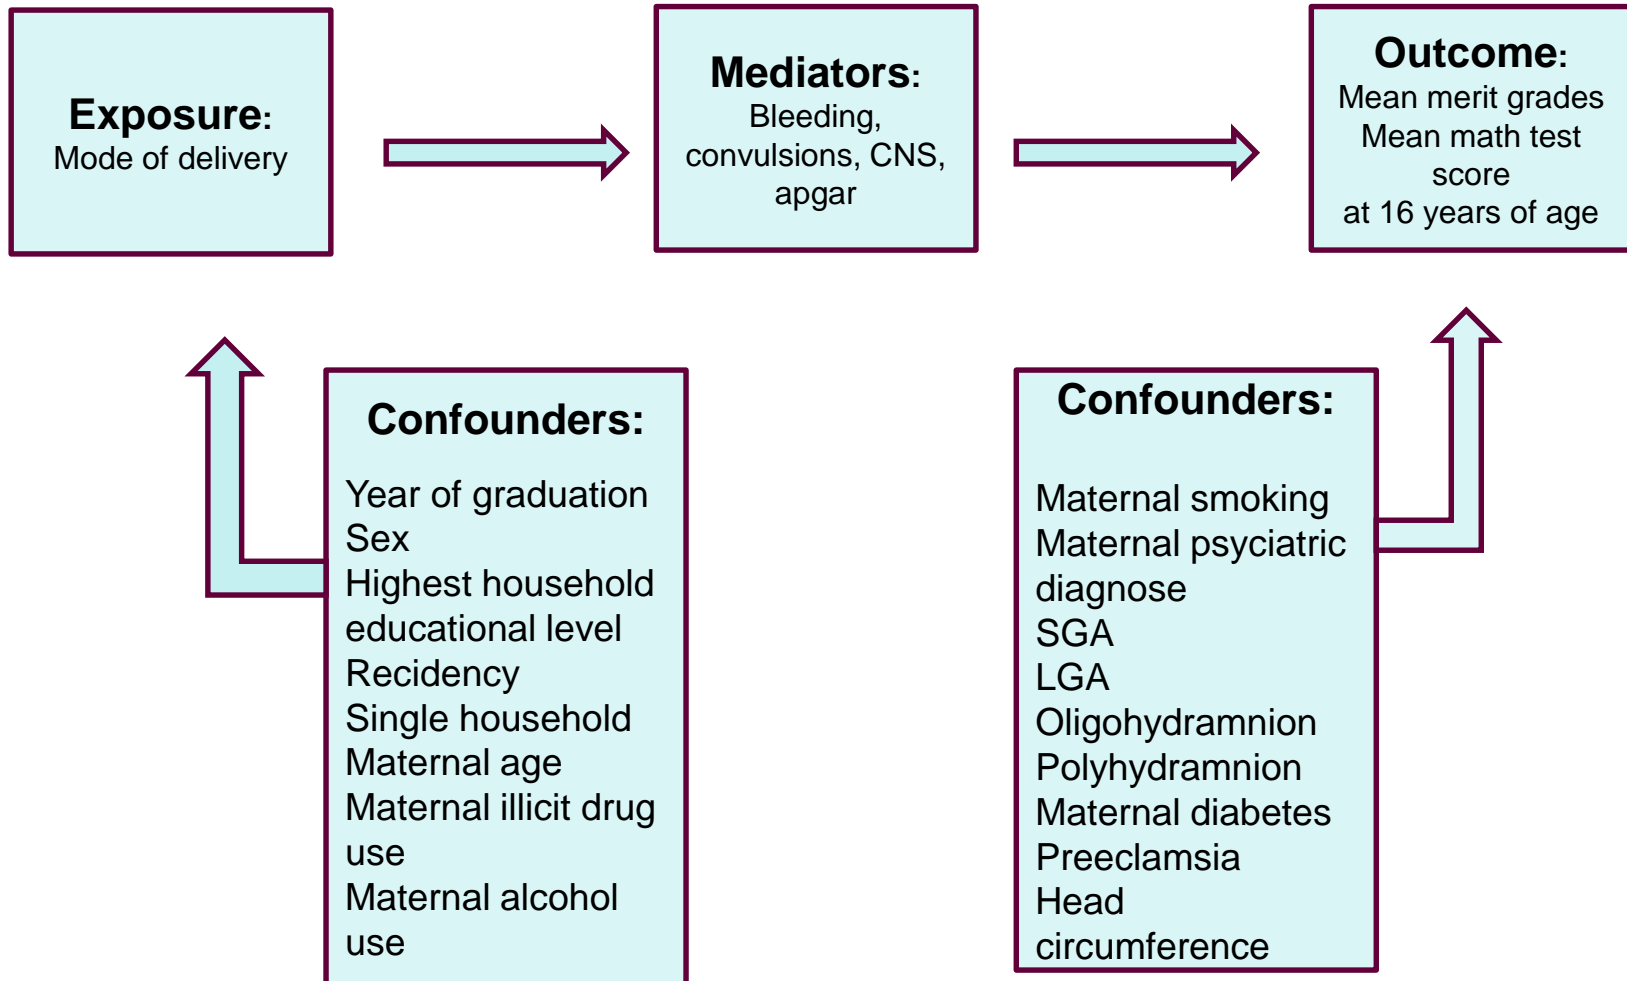 Exposure:
Mode of delivery
Mediators:
Bleeding,
convulsions, CNS,
apgar
Outcome:
Mean merit grades
Mean math test
score
at 16 years of age
Confounders:
Year of graduation
Sex
Highest household
educational level
Recidency
Single household
Maternal age
Maternal illicit drug
use
Maternal alcohol
use
Confounders:
Maternal smoking
Maternal psyciatric
diagnose
SGA
LGA
Oligohydramnion
Polyhydramnion
Maternal diabetes
Preeclamsia
Head
circumference